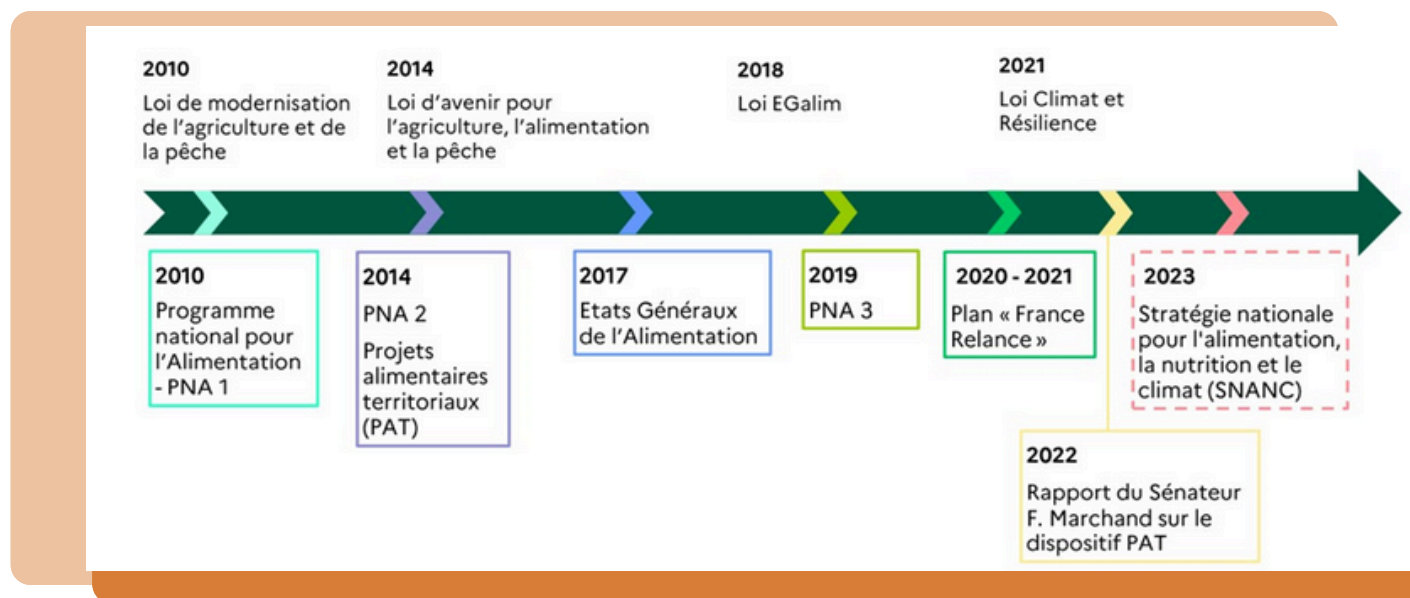 2010
Loi de modernisation
de l'agriculture et de
la pêche
2014
Loi d'avenir pour
l'agriculture, l'alimentation
et la pêche
2018
Loi EGalim
2021
Loi Climat et
Résilience
2010
Programme
national pour
l'Alimentation
- PNA 1
2014
PNA 2
Projets
alimentaires
territoriaux
(PAT)
2017
Etats Généraux
de l'Alimentation
2019
PNA 3
2020 - 2021
Plan « France
Relance »
2023
Stratégie nationale
pour l'alimentation,
la nutrition et le
climat (SNANC)
2022
Rapport du Sénateur
F. Marchand sur le
dispositif PAT